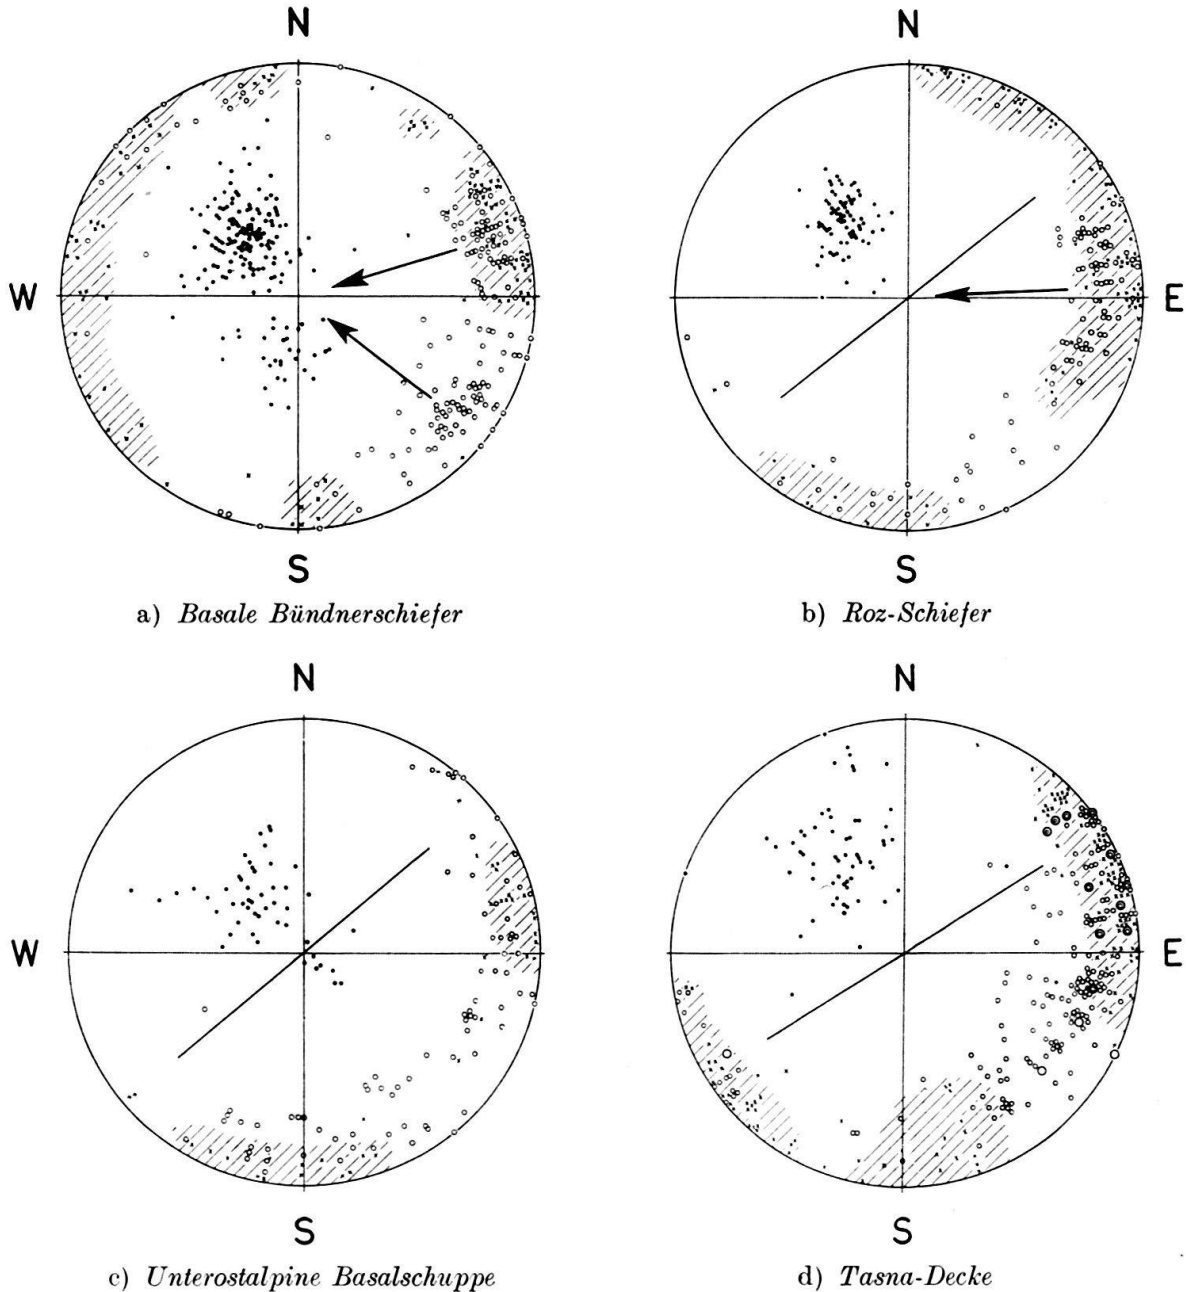 N N
W E
S S
a) Basale Bündnerschiefer b) Roz-Schiefer
N N
W E
S S
c) Unterostalpine Basalschuppe d) Tasna-Decke